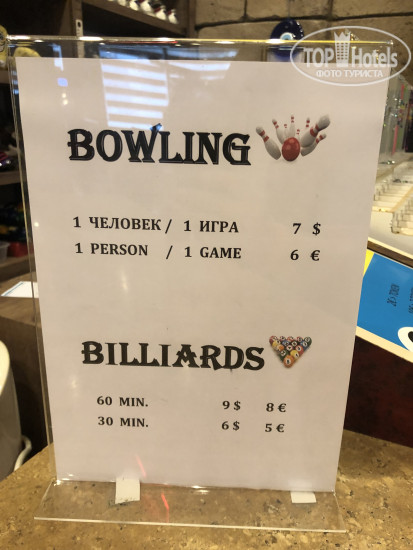 TOP Hotels
ФОТО ТУРИСТА
BOWLING
1 ЧЕЛОВЕК / 1 ИГРА 7 $
1 PERSON / 1 GAME 6 €
BILLIARDS
60 MIN. 9 $ 8 €
30 MIN. 6 $ 5 €